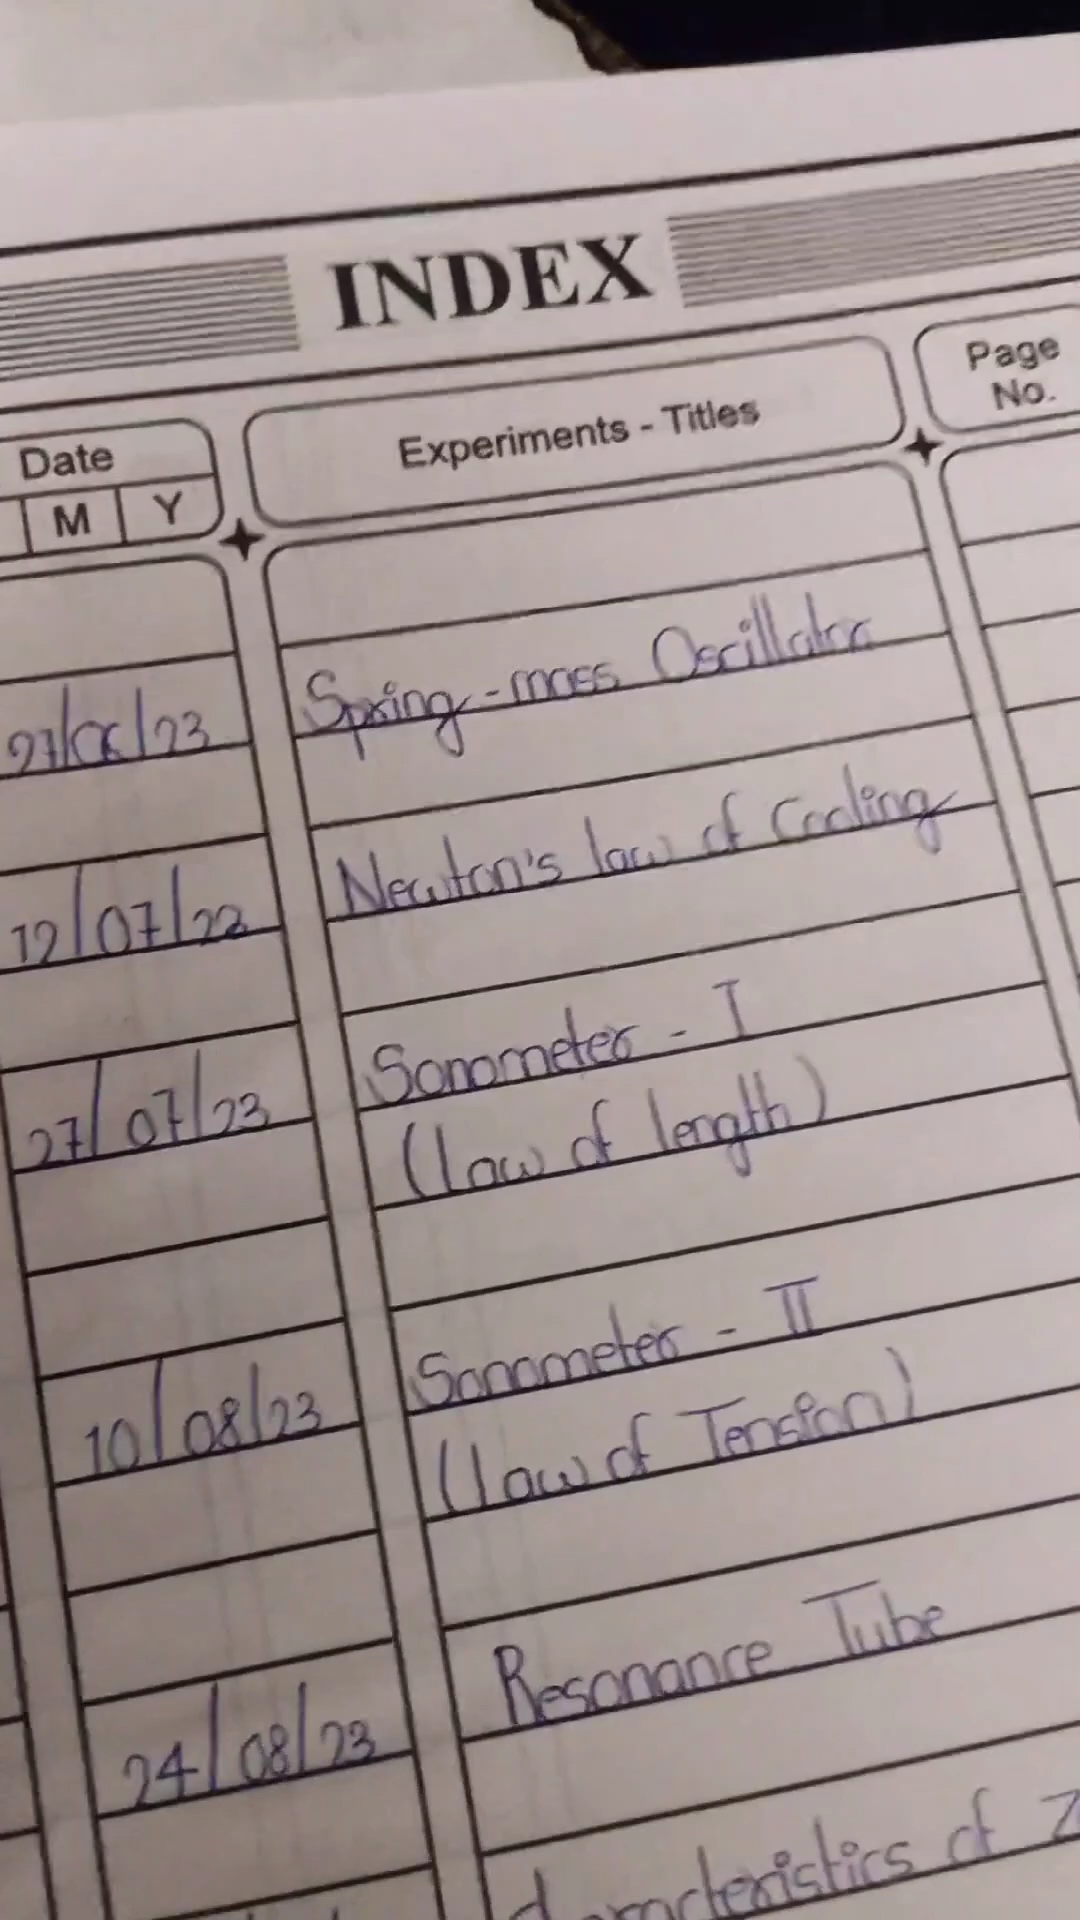 INDEX
Date
Experiments - Titles
Page
No.
M Y
27/06/23 Spring-mass Oscillator
12/07/23 Newton's law of Cooling
27/07/23 Sonometer - I
(law of length)
10/08/23 Sonometer - II
(law of Tension)
24/08/23 Resonance Tube
characteristics of